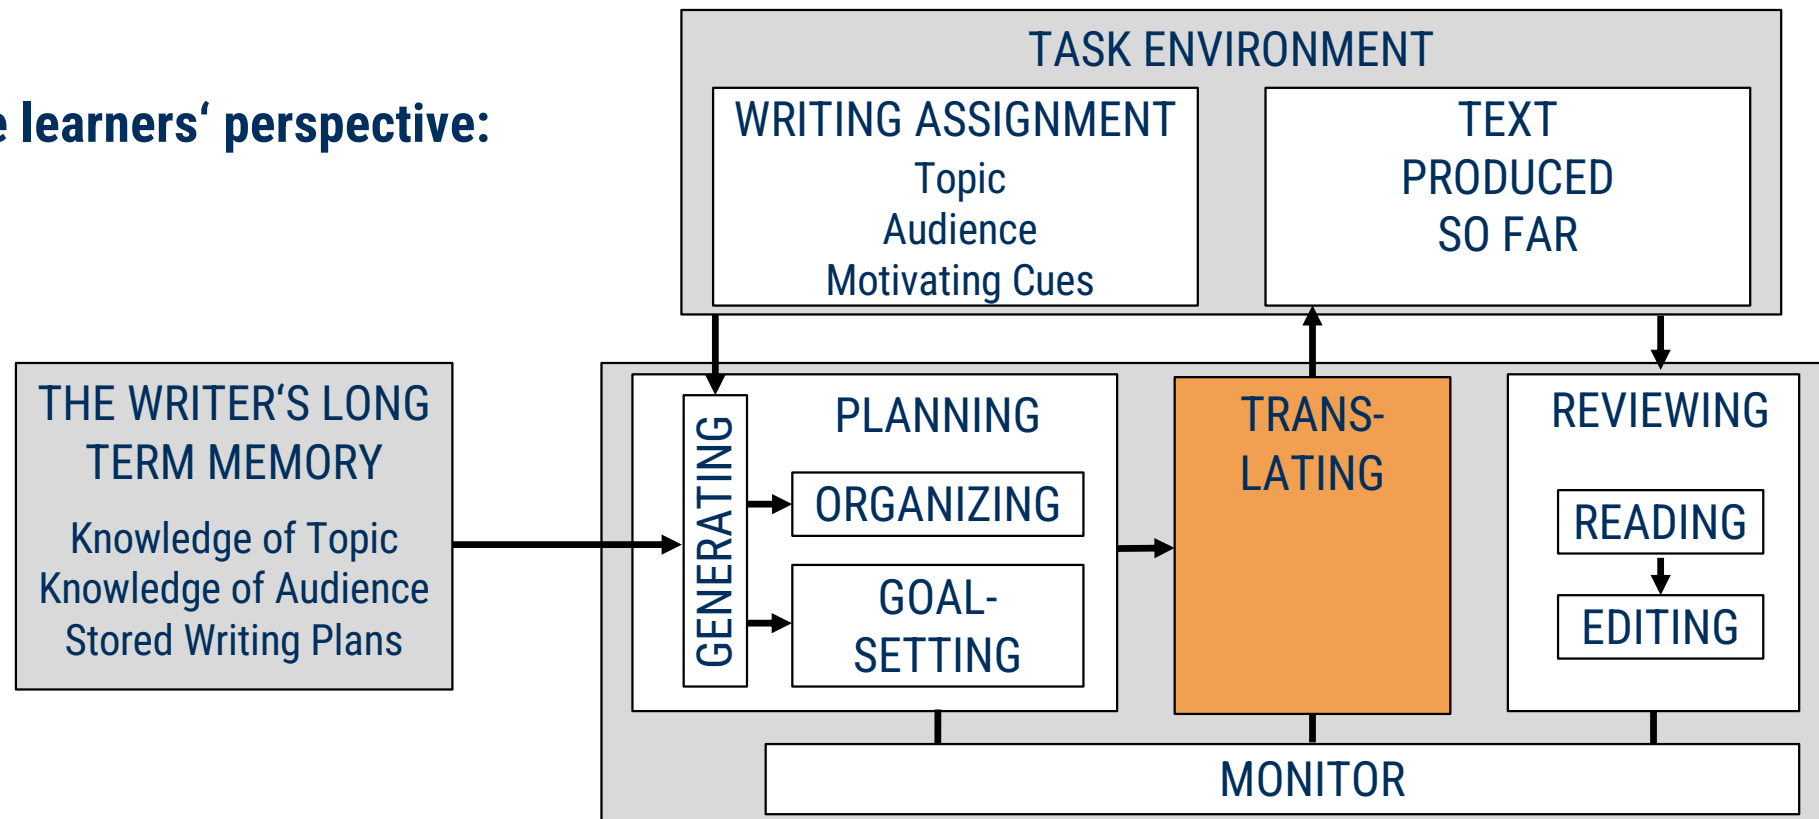 e learners‘ perspective:
TASK ENVIRONMENT
WRITING ASSIGNMENT
Topic
Audience
Motivating Cues
TEXT
PRODUCED
SO FAR
THE WRITER‘S LONG
TERM MEMORY
Knowledge of Topic
Knowledge of Audience
Stored Writing Plans
GENERATING
PLANNING
ORGANIZING
GOAL-
SETTING
TRANS-
LATING
REVIEWING
READING
EDITING
MONITOR